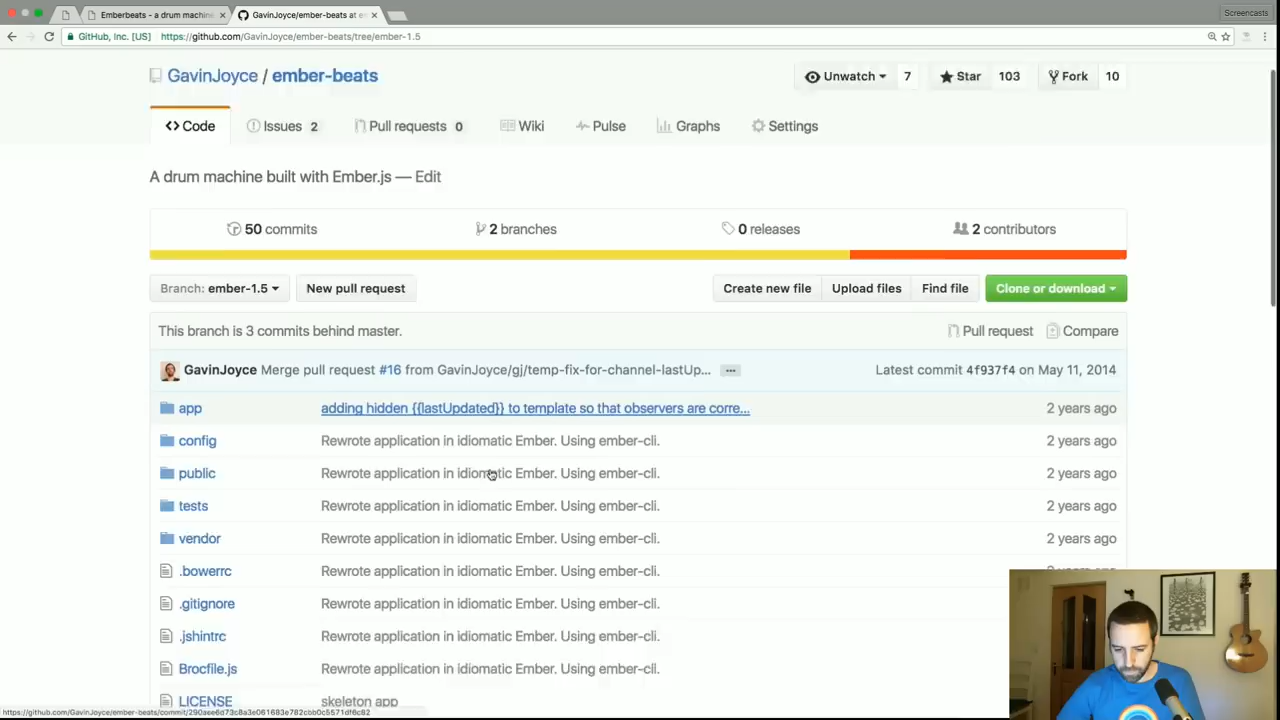 Emberbeats - a drum machin
GavinJoyce/ember-beats at e
Screencasts
GitHub, Inc. [US]
https://github.com/GavinJoyce/ember-beats/tree/ember-1.5
GavinJoyce / ember-beats
Unwatch 7
Star 103
Fork 10
Code
Issues 2
Pull requests 0
Wiki
Pulse
Graphs
Settings
A drum machine built with Ember.js — Edit
50 commits
2 branches
0 releases
2 contributors
Branch: ember-1.5
New pull request
Create new file
Upload files
Find file
Clone or download
This branch is 3 commits behind master.
Pull request
Compare
GavinJoyce Merge pull request #16 from GavinJoyce/gj/temp-fix-for-channel-lastUp...
Latest commit 4f937f4 on May 11, 2014
app adding hidden {{lastUpdated}} to template so that observers are corre... 2 years ago
config Rewrote application in idiomatic Ember. Using ember-cli. 2 years ago
public Rewrote application in idiomatic Ember. Using ember-cli. 2 years ago
tests Rewrote application in idiomatic Ember. Using ember-cli. 2 years ago
vendor Rewrote application in idiomatic Ember. Using ember-cli. 2 years ago
.bowerrc Rewrote application in idiomatic Ember. Using ember-cli.
.gitignore Rewrote application in idiomatic Ember. Using ember-cli.
.jshintrc Rewrote application in idiomatic Ember. Using ember-cli.
Brocfile.js Rewrote application in idiomatic Ember. Using ember-cli.
LICENSE skeleton app